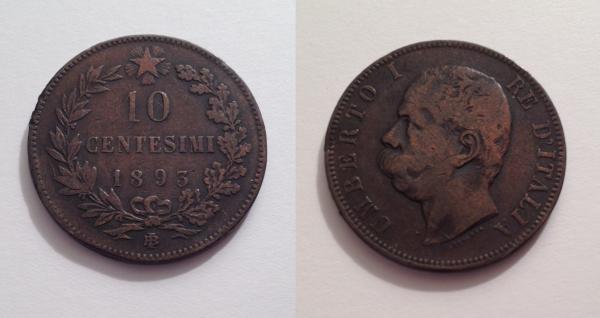 10
CENTESIMI
1893
BI
UMBERTO I RE D'ITALIA